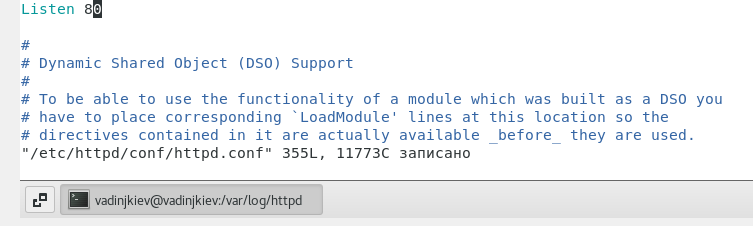 Listen 80
#
# Dynamic Shared Object (DSO) Support
#
# To be able to use the functionality of a module which was built as a DSO you
# have to place corresponding `LoadModule' lines at this location so the
# directives contained in it are actually available _before_ they are used.
"/etc/httpd/conf/httpd.conf" 355L, 11773C записано
vadinjkiev@vadinjkiev:/var/log/httpd